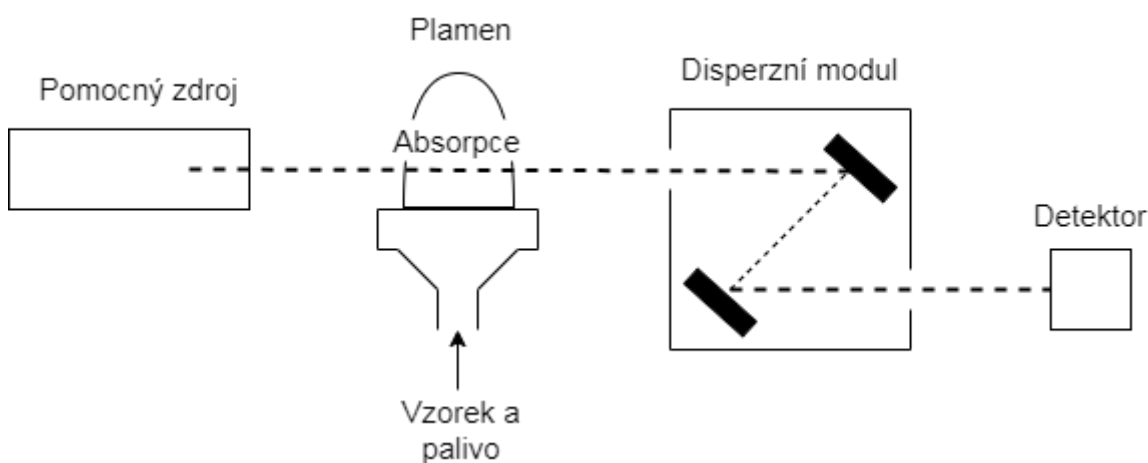 Plamen
Disperzní modul
Pomocný zdroj
Absorpce
Detektor
Vzorek a
palivo